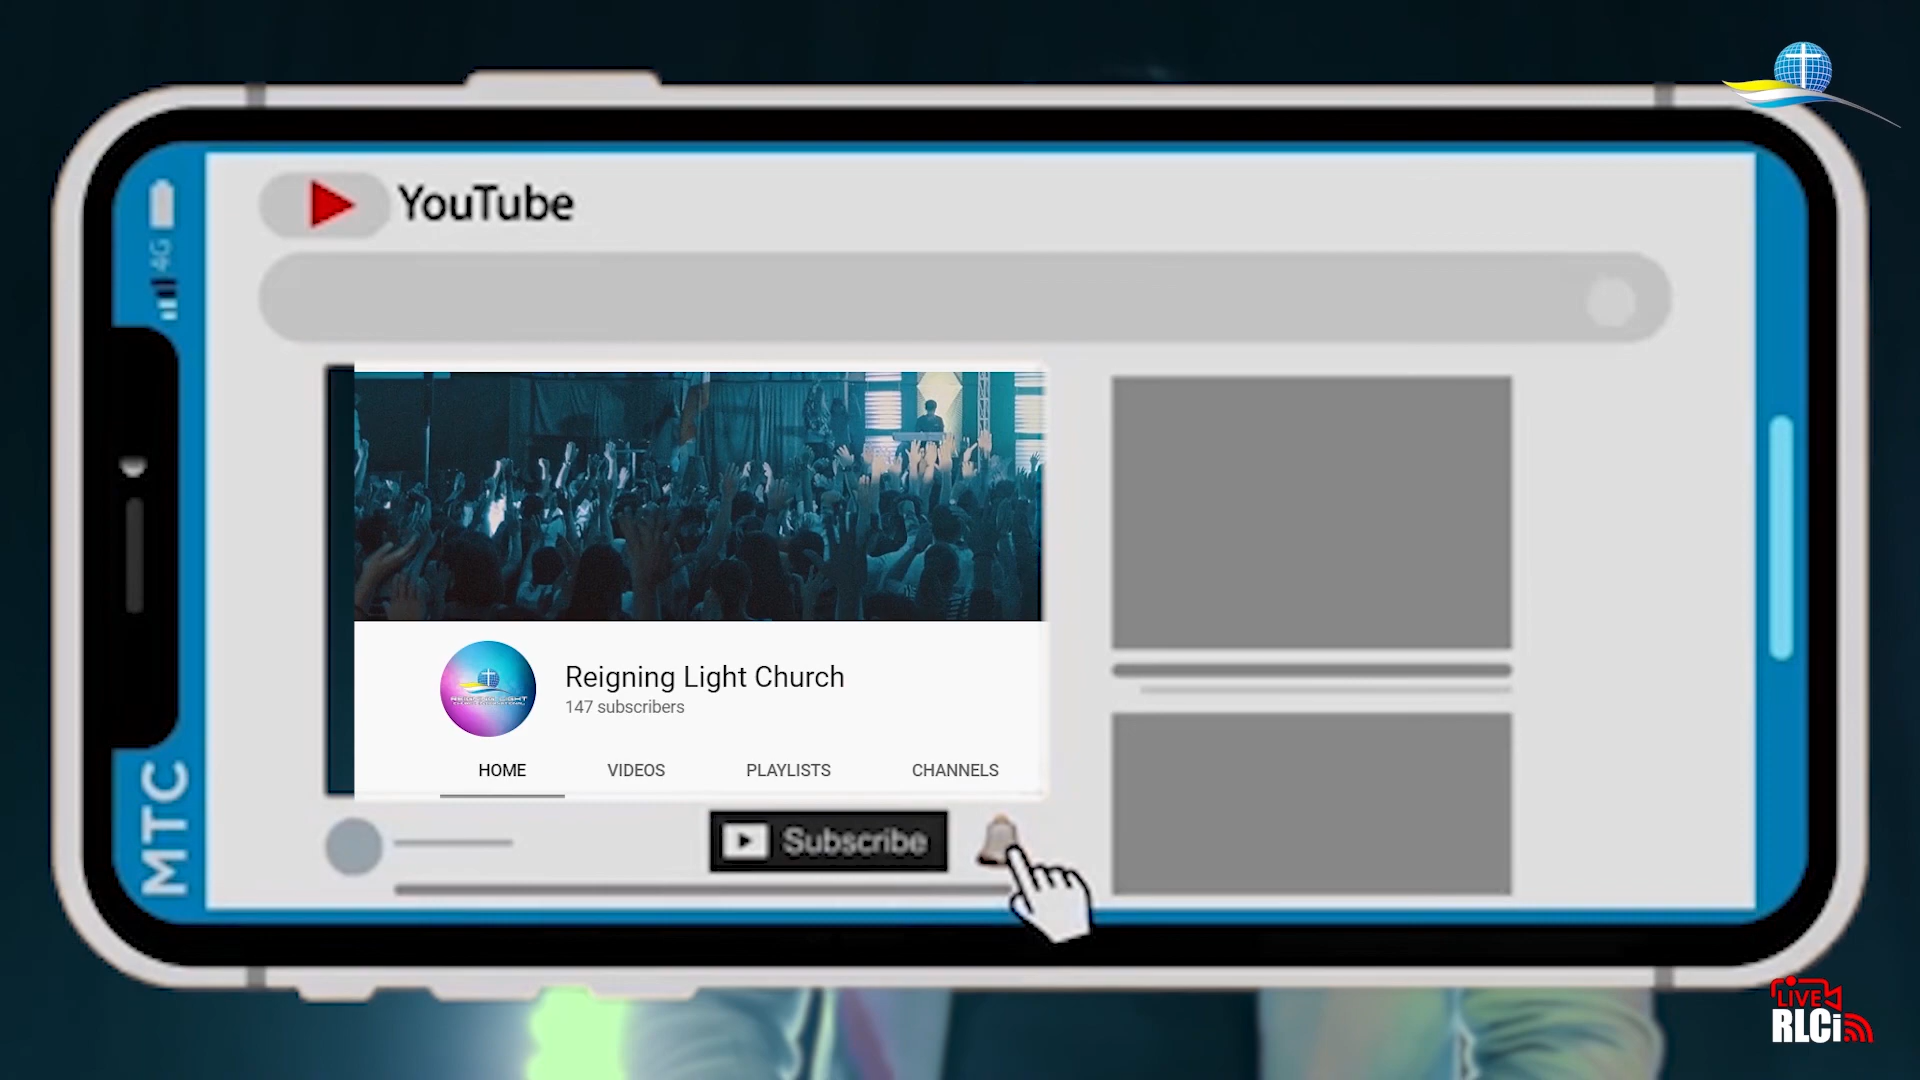 YouTube
4G
MTC
Reigning Light Church
147 subscribers
HOME VIDEOS PLAYLISTS CHANNELS
Subscribe
LIVE
RLCi